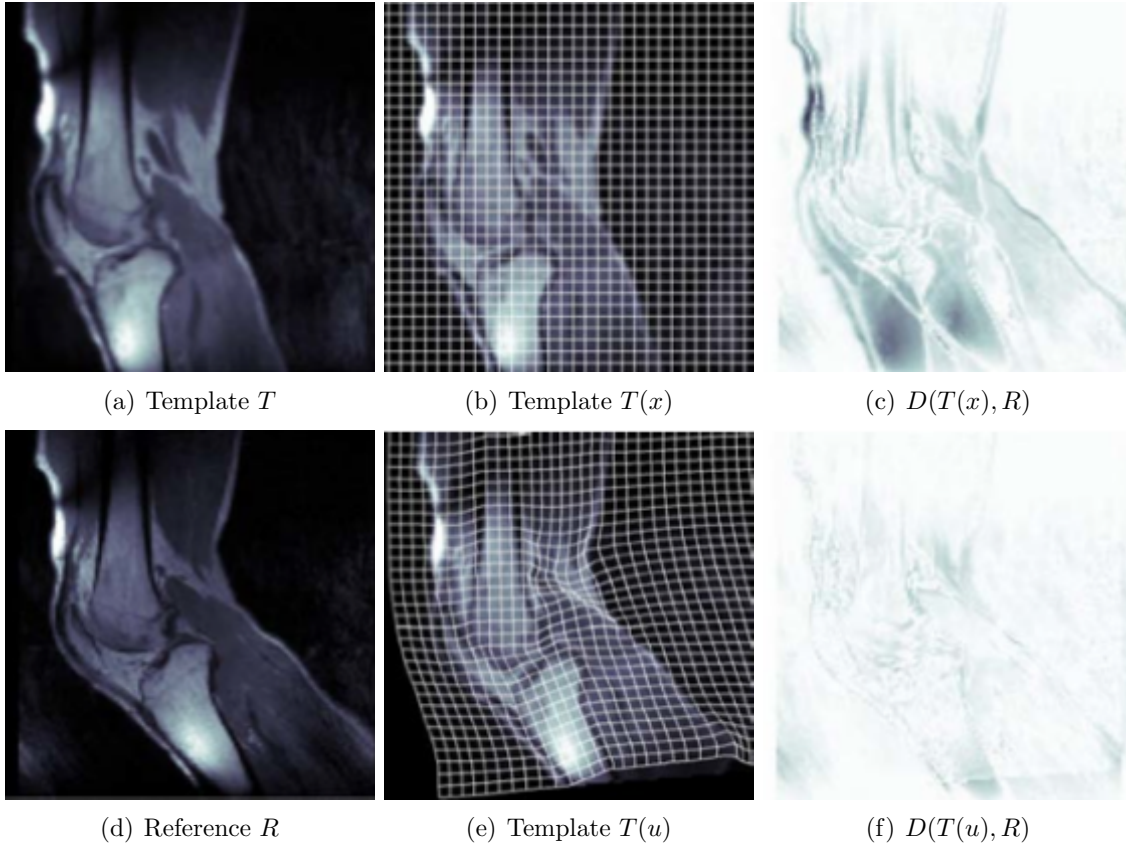 (a) Template T
(b) Template T(x)
(c) D(T(x), R)
(d) Reference R
(e) Template T(u)
(f) D(T(u), R)